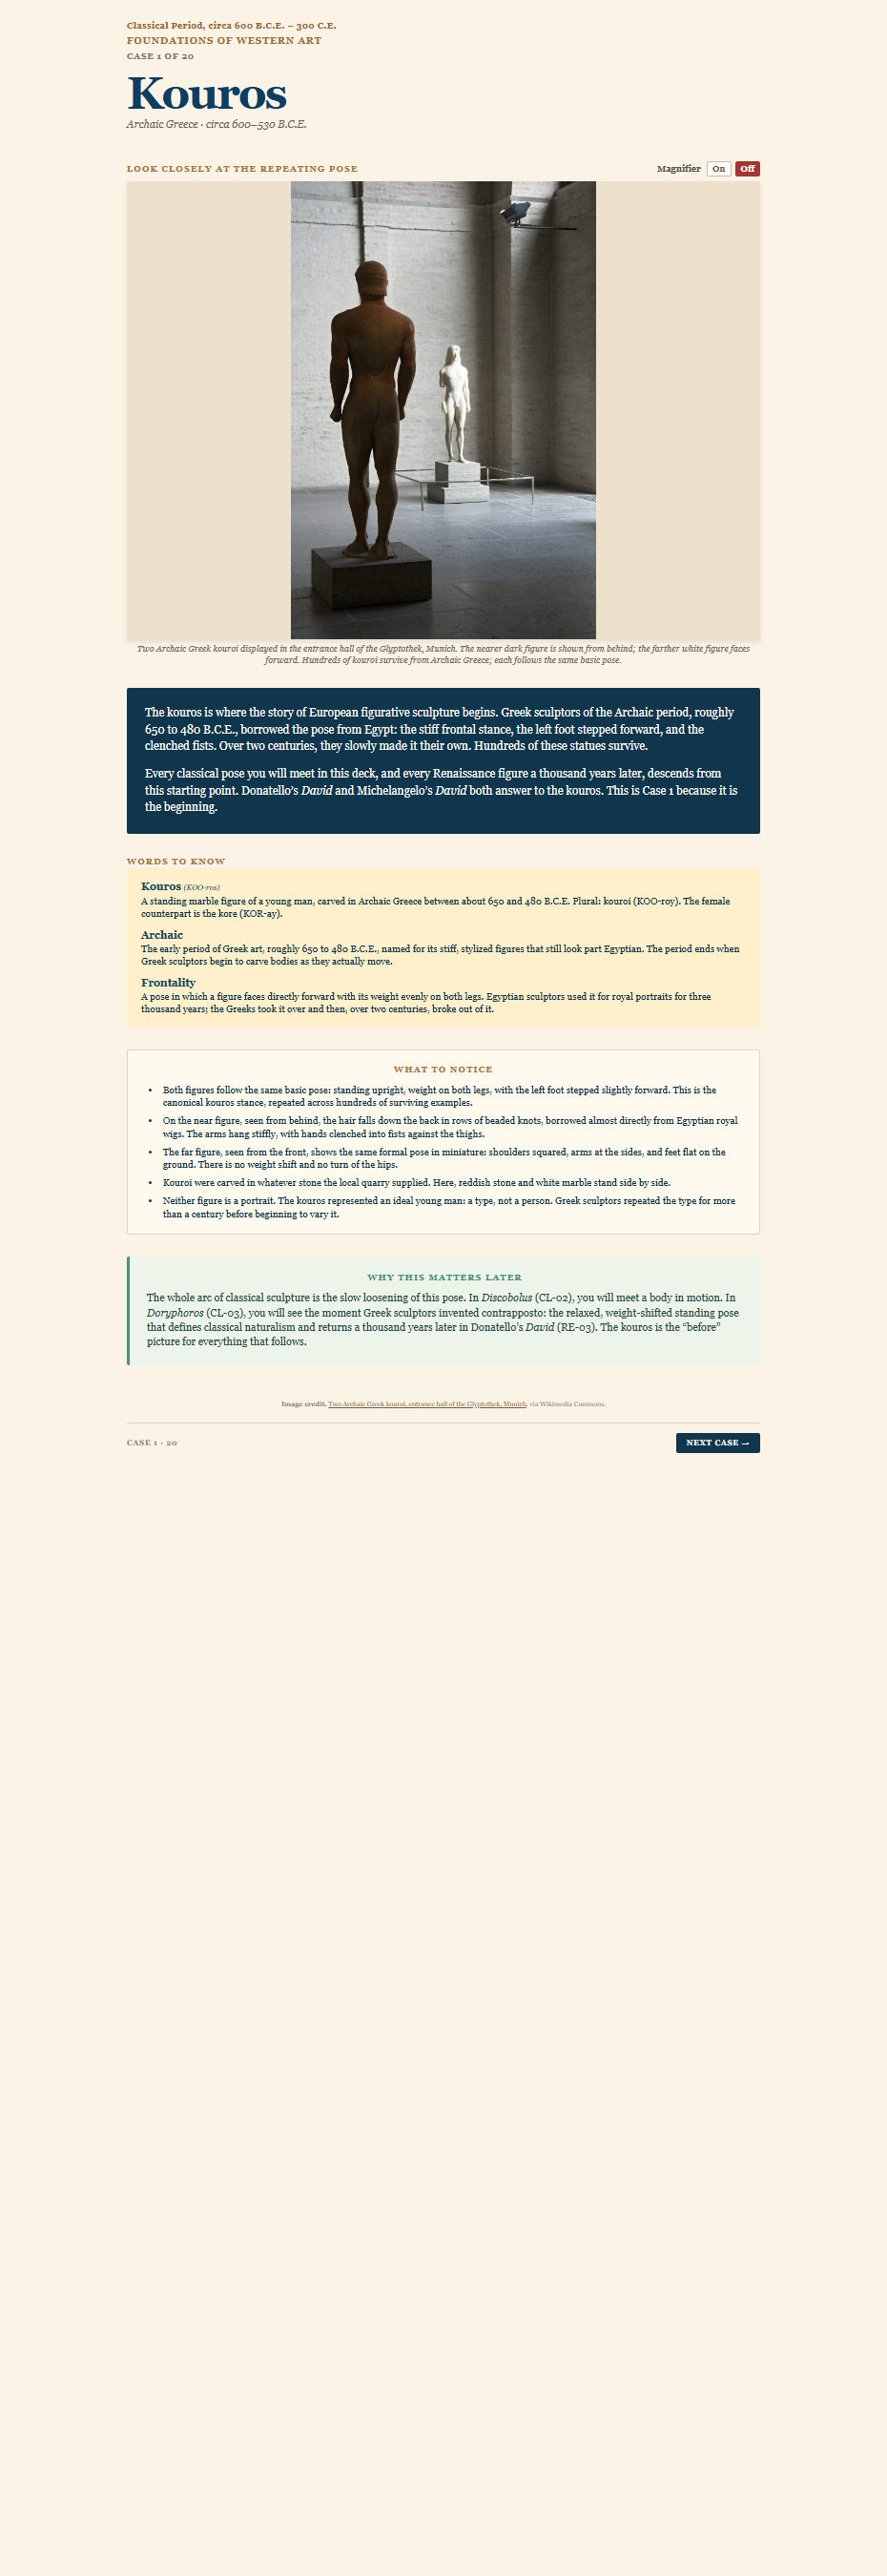 Classical Period, circa 600 B.C.E. – 300 C.E.
FOUNDATIONS OF WESTERN ART
CASE 1 OF 20
Kouros
Archaic Greece · circa 600–530 B.C.E.
LOOK CLOSELY AT THE REPEATING POSE
Magnifier On Off
Two Archaic Greek kouroi displayed in the entrance hall of the Glyptothek, Munich. The nearer dark figure is shown from behind; the farther white figure faces
forward. Hundreds of kouroi survive from Archaic Greece; each follows the same basic pose.
The kouros is where the story of European figurative sculpture begins. Greek sculptors of the Archaic period, roughly
650 to 480 B.C.E., borrowed the pose from Egypt: the stiff frontal stance, the left foot stepped forward, and the
clenched fists. Over two centuries, they slowly made it their own. Hundreds of these statues survive.
Every classical pose you will meet in this deck, and every Renaissance figure a thousand years later, descends from
this starting point. Donatello’s David and Michelangelo’s David both answer to the kouros. This is Case 1 because it is
the beginning.
WORDS TO KNOW
Kouros (KOO-ros)
A standing marble figure of a young man, carved in Archaic Greece between about 650 and 480 B.C.E. Plural: kouroi (KOO-roy). The female
counterpart is the kore (KOR-ay).
Archaic
The early period of Greek art, roughly 650 to 480 B.C.E., named for its stiff, stylized figures that still look part Egyptian. The period ends when
Greek sculptors begin to carve bodies as they actually move.
Frontality
A pose in which a figure faces directly forward with its weight evenly on both legs. Egyptian sculptors used it for royal portraits for three
thousand years; the Greeks took it over and then, over two centuries, broke out of it.
WHAT TO NOTICE
• Both figures follow the same basic pose: standing upright, weight on both legs, with the left foot stepped slightly forward. This is the
canonical kouros stance, repeated across hundreds of surviving examples.
• On the near figure, seen from behind, the hair falls down the back in rows of beaded knots, borrowed almost directly from Egyptian royal
wigs. The arms hang stiffly, with hands clenched into fists against the thighs.
• The far figure, seen from the front, shows the same formal pose in miniature: shoulders squared, arms at the sides, and feet flat on the
ground. There is no weight shift and no turn of the hips.
• Kouroi were carved in whatever stone the local quarry supplied. Here, reddish stone and white marble stand side by side.
• Neither figure is a portrait. The kouros represented an ideal young man: a type, not a person. Greek sculptors repeated the type for more
than a century before beginning to vary it.
WHY THIS MATTERS LATER
The whole arc of classical sculpture is the slow loosening of this pose. In Discobolus (CL-02), you will meet a body in motion. In
Doryphoros (CL-03), you will see the moment Greek sculptors invented contrapposto: the relaxed, weight-shifted standing pose
that defines classical naturalism and returns a thousand years later in Donatello’s David (RE-03). The kouros is the “before”
picture for everything that follows.
Image credit. Two Archaic Greek kouroi, entrance hall of the Glyptothek, Munich, via Wikimedia Commons.
CASE 1 · 20
NEXT CASE →